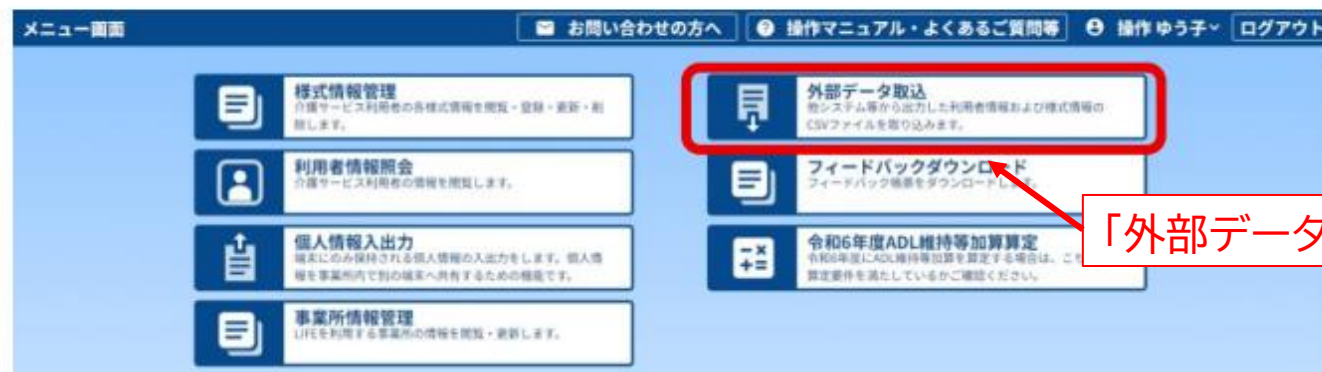 メニュー画面
お問い合わせの方へ
操作マニュアル・よくあるご質問等
操作 ゆう子
ログアウト
様式情報管理
介護サービス利用者の各様式情報を閲覧・登録・更新・削
除します。
外部データ取込
他システム等から出力した利用者情報および様式情報の
CSVファイルを取り込みます。
利用者情報照会
介護サービス利用者の情報を閲覧します。
フィードバックダウンロード
フィードバック帳票をダウンロードします。
「外部データ
個人情報入出力
端末にのみ保持される個人情報の入出力をします。個人情
報を事業所内で別の端末へ共有するための機能です。
令和6年度ADL維持等加算算定
令和6年度にADL維持等加算を算定する場合は、こち
算定要件を満たしているかご確認ください。
事業所情報管理
LIFEを利用する事業所の情報を閲覧・更新します。